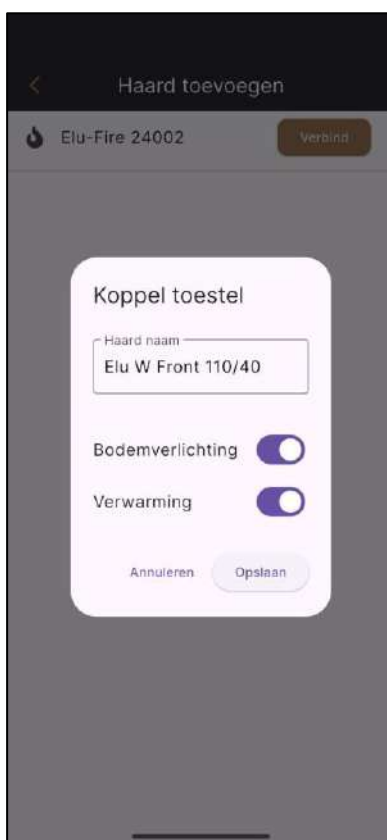 Haard toevoegen
Elu-Fire 24002
Verbind
Koppel toestel
Haard naam
Elu W Front 110/40
Bodemverlichting
Verwarming
Annuleren
Opslaan